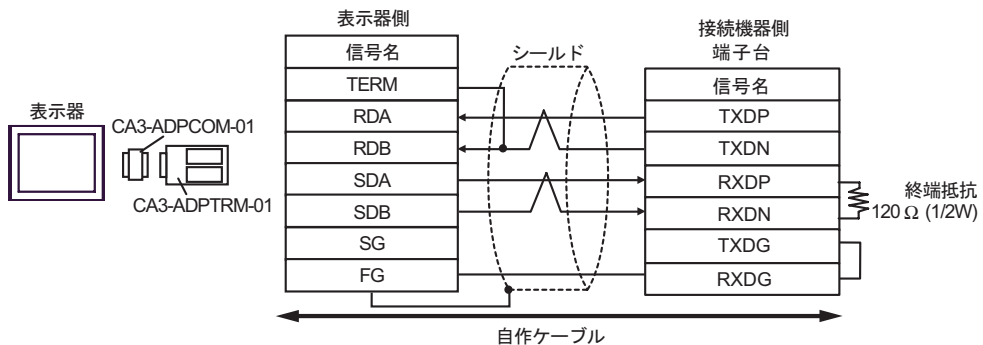 表示器
CA3-ADPCOM-01
CA3-ADPTRM-01
表示器側
信号名
TERM
RDA
RDB
SDA
SDB
SG
FG
シールド
接続機器側
端子台
信号名
TXDP
TXDN
RXDP
RXDN
TXDG
RXDG
終端抵抗
120 Ω (1/2W)
自作ケーブル